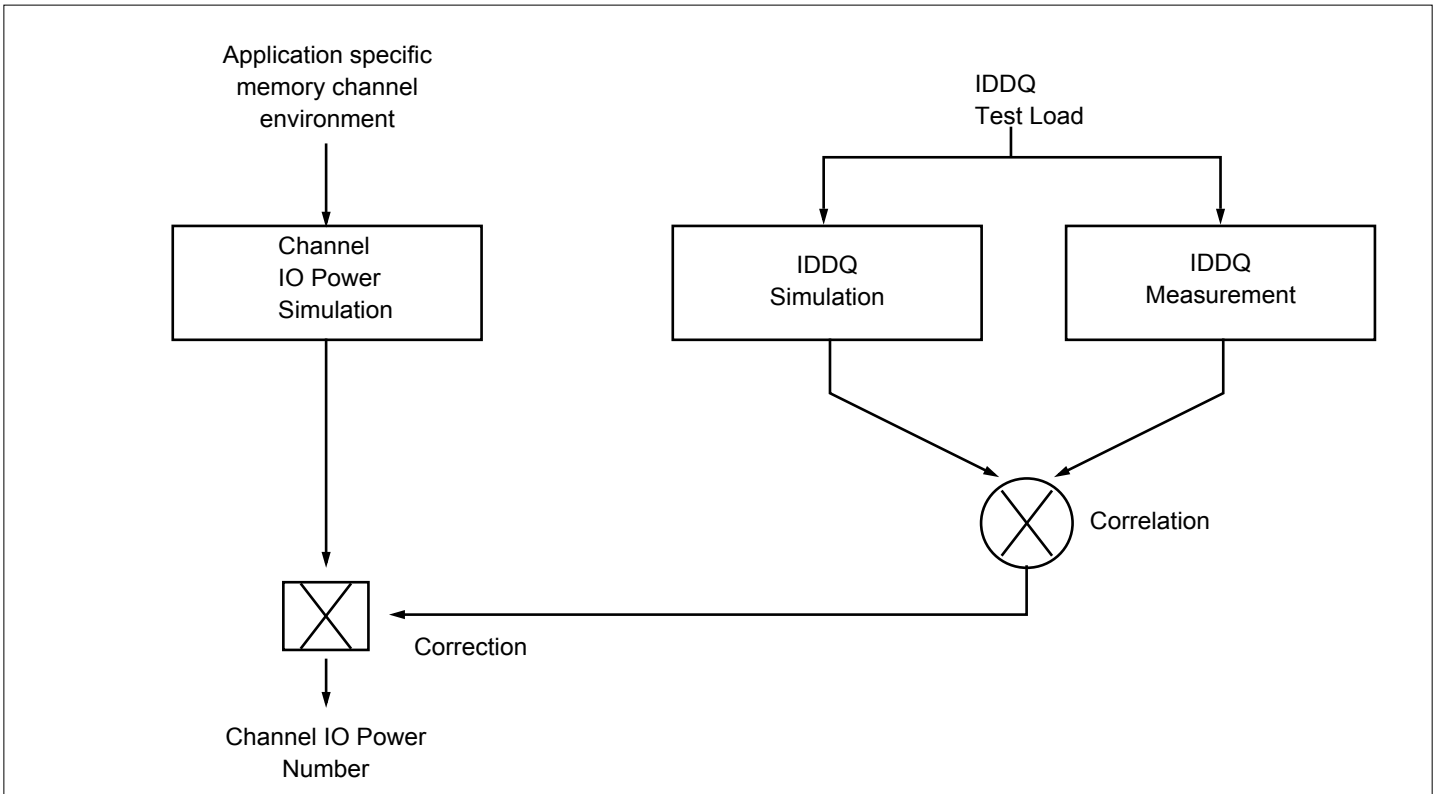 Application specific
memory channel
environment
IDDQ
Test Load
Channel
IO Power
Simulation
IDDQ
Simulation
IDDQ
Measurement
Correlation
Correction
Channel IO Power
Number